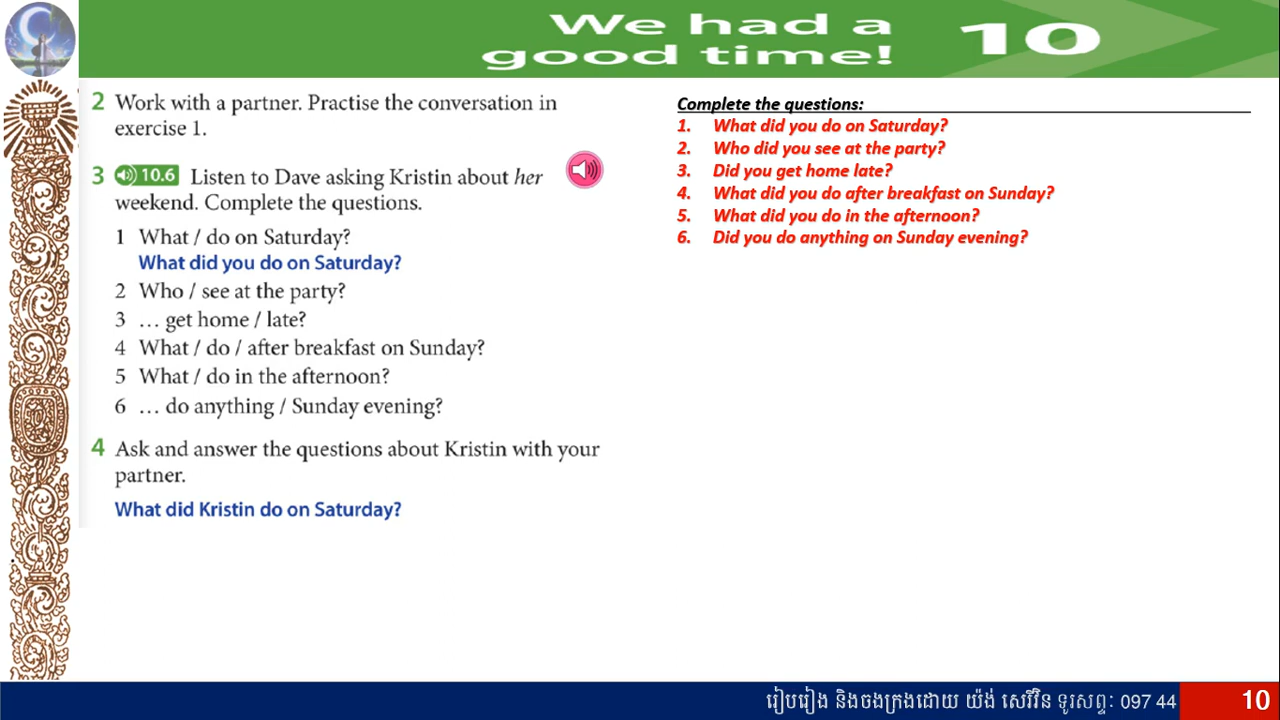 We had a
good time!
10
2 Work with a partner. Practise the conversation in
exercise 1.
3 10.6 Listen to Dave asking Kristin about her
weekend. Complete the questions.
1 What / do on Saturday?
What did you do on Saturday?
2 Who / see at the party?
3 … get home / late?
4 What / do / after breakfast on Sunday?
5 What / do in the afternoon?
6 … do anything / Sunday evening?
4 Ask and answer the questions about Kristin with your
partner.
What did Kristin do on Saturday?
Complete the questions:
1. What did you do on Saturday?
2. Who did you see at the party?
3. Did you get home late?
4. What did you do after breakfast on Sunday?
5. What did you do in the afternoon?
6. Did you do anything on Sunday evening?
រៀបរៀង និងចងក្រងដោយ យ៉ង់ សេរីវីន ទូរសព្ទៈ 097 44
10